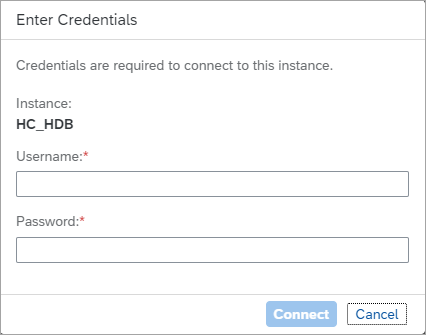 Enter Credentials
Credentials are required to connect to this instance.
Instance:
HC_HDB
Username:*
Password:*
Connect Cancel